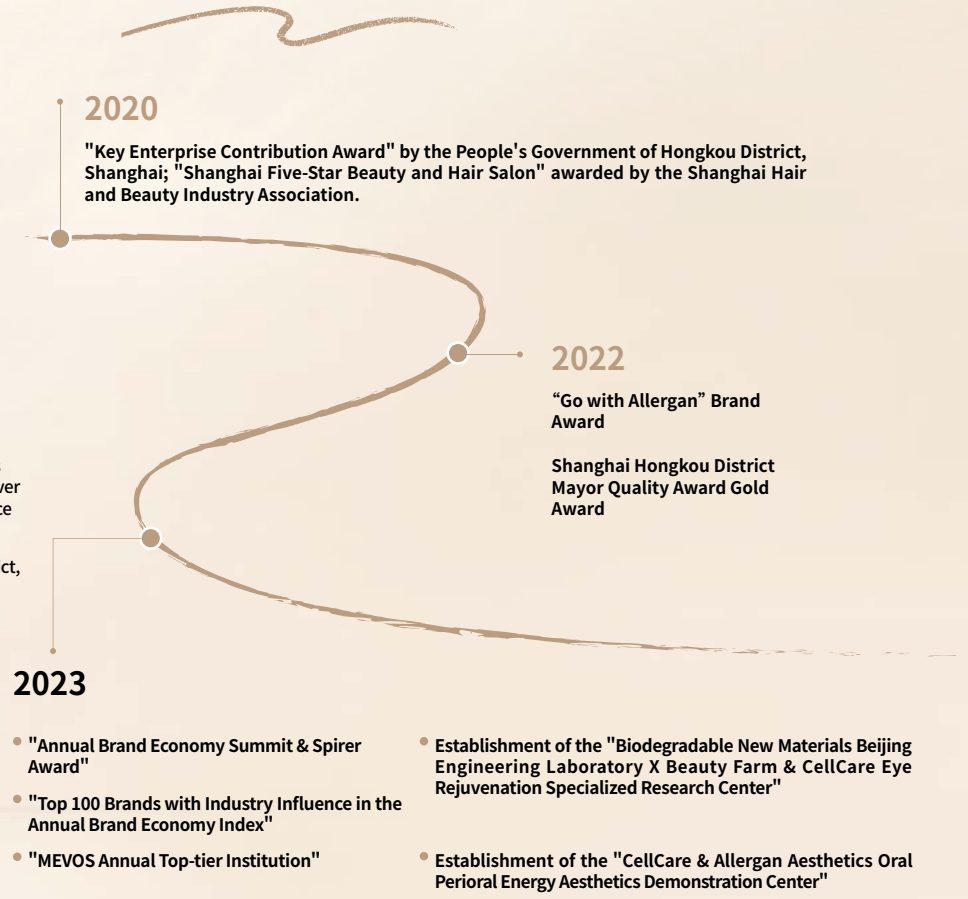 2020
"Key Enterprise Contribution Award" by the People's Government of Hongkou District,
Shanghai; "Shanghai Five-Star Beauty and Hair Salon" awarded by the Shanghai Hair
and Beauty Industry Association.
2022
“Go with Allergan” Brand
Award
Shanghai Hongkou District
Mayor Quality Award Gold
Award
2023
"Annual Brand Economy Summit & Spirer
Award"
"Top 100 Brands with Industry Influence in the
Annual Brand Economy Index"
"MEVOS Annual Top-tier Institution"
Establishment of the "Biodegradable New Materials Beijing
Engineering Laboratory X Beauty Farm & CellCare Eye
Rejuvenation Specialized Research Center"
Establishment of the "CellCare & Allergan Aesthetics Oral
Perioral Energy Aesthetics Demonstration Center"